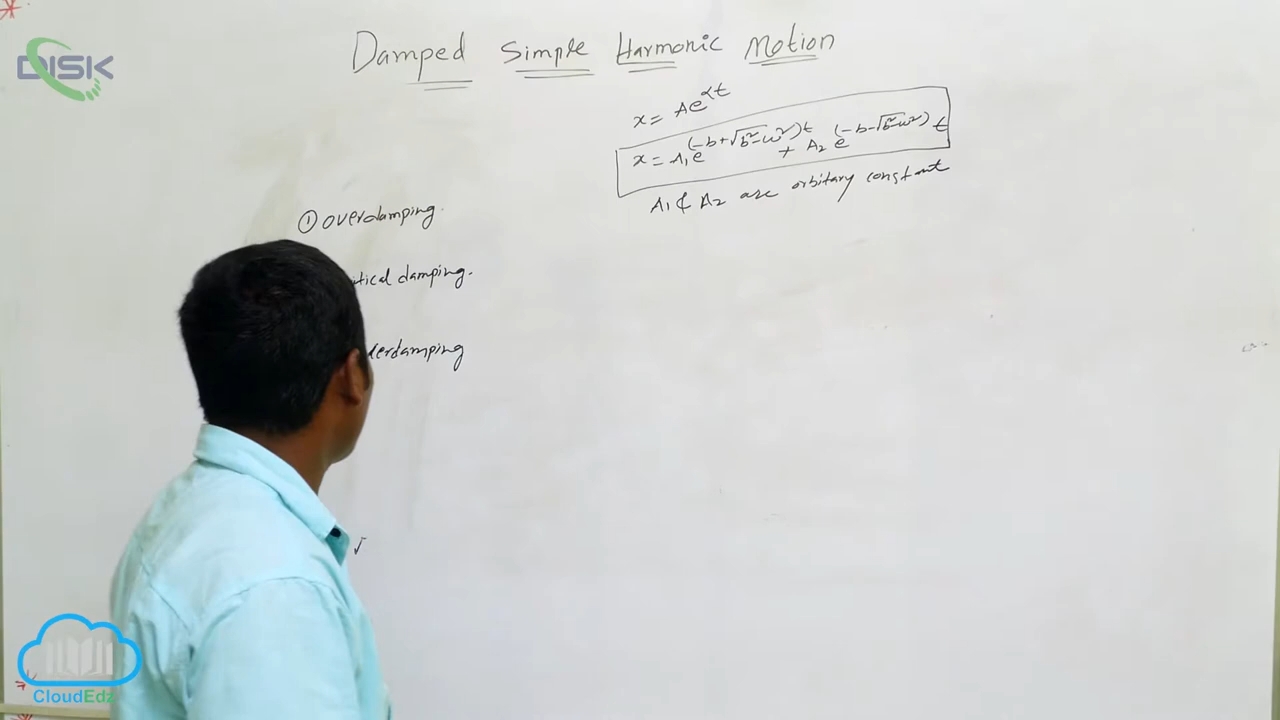 DISK
Damped Simple Harmonic Motion
x = Ae^αt
x = A₁e^(-b+√b²-ω²)t + A₂e^(-b-√b²-ω²)t
A₁ & A₂ are orbitary constant
① overdamping.
itical damping.
derdamping
CloudEdz